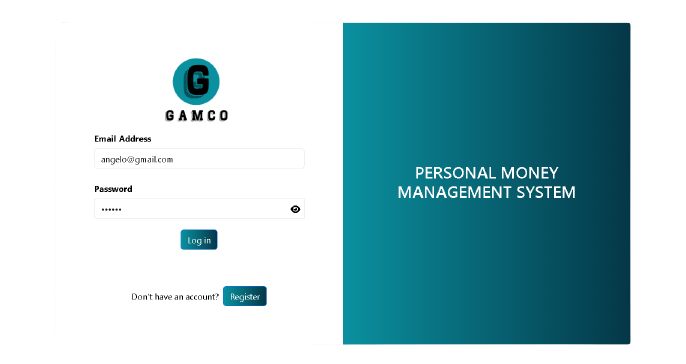 G
GAMCO
Email Address
angelo@gmail.com
Password
••••••
Log in
Don't have an account? Register
PERSONAL MONEY
MANAGEMENT SYSTEM